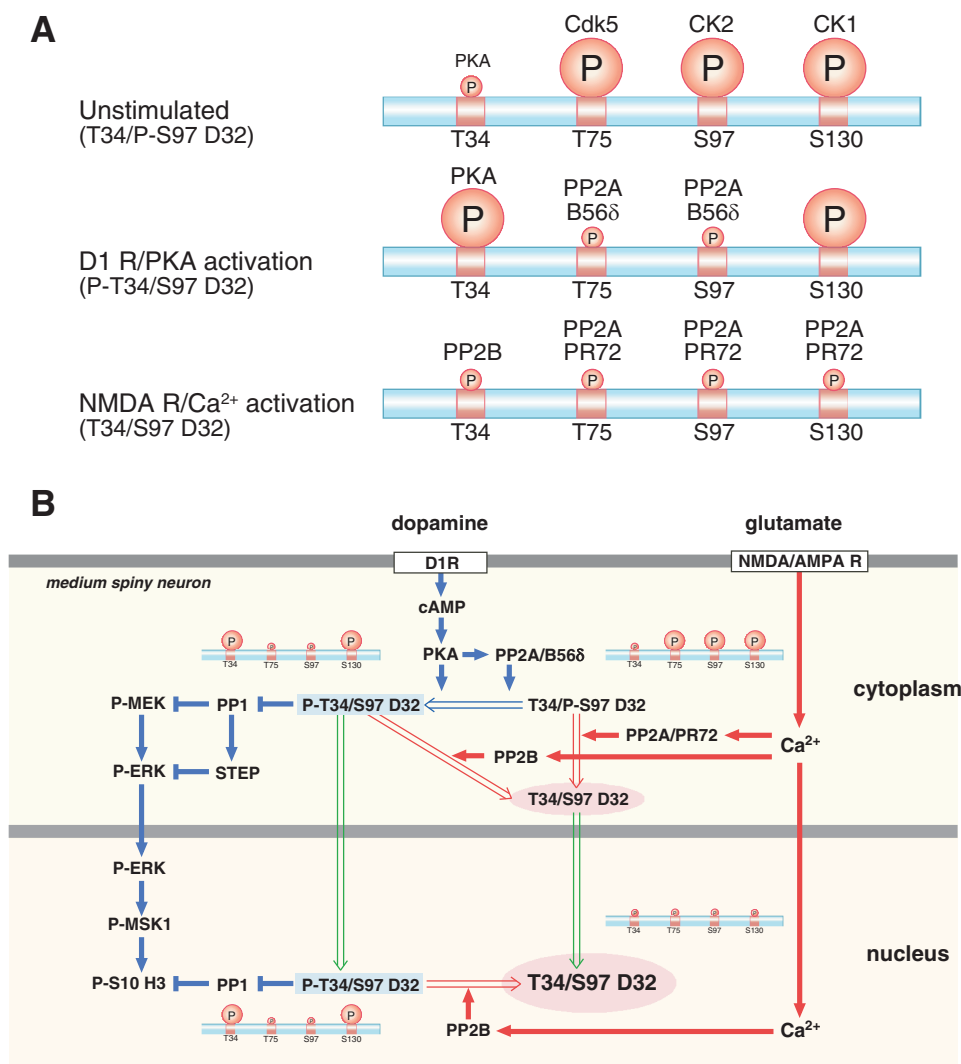 A
Cdk5 CK2 CK1
PKA
P P P P
Unstimulated
(T34/P-S97 D32)
T34 T75 S97 S130
PKA PP2A PP2A
B56δ B56δ
P P P P
D1 R/PKA activation
(P-T34/S97 D32)
T34 T75 S97 S130
PP2A PP2A PP2A
PP2B PR72 PR72 PR72
P P P P
NMDA R/Ca²⁺ activation
(T34/S97 D32)
T34 T75 S97 S130
B
dopamine glutamate
D1R NMDA/AMPA R
medium spiny neuron
cAMP
P P P P P P P P
T34 T75 S97 S130 PKA PP2A/B56δ T34 T75 S97 S130
cytoplasm
P-MEK PP1 P-T34/S97 D32 T34/P-S97 D32
PP2A/PR72 Ca²⁺
PP2B
P-ERK STEP
T34/S97 D32
P-ERK
P P P P
T34 T75 S97 S130
P-MSK1
nucleus
P-S10 H3 PP1 P-T34/S97 D32 T34/S97 D32
P P P P
T34 T75 S97 S130
PP2B Ca²⁺